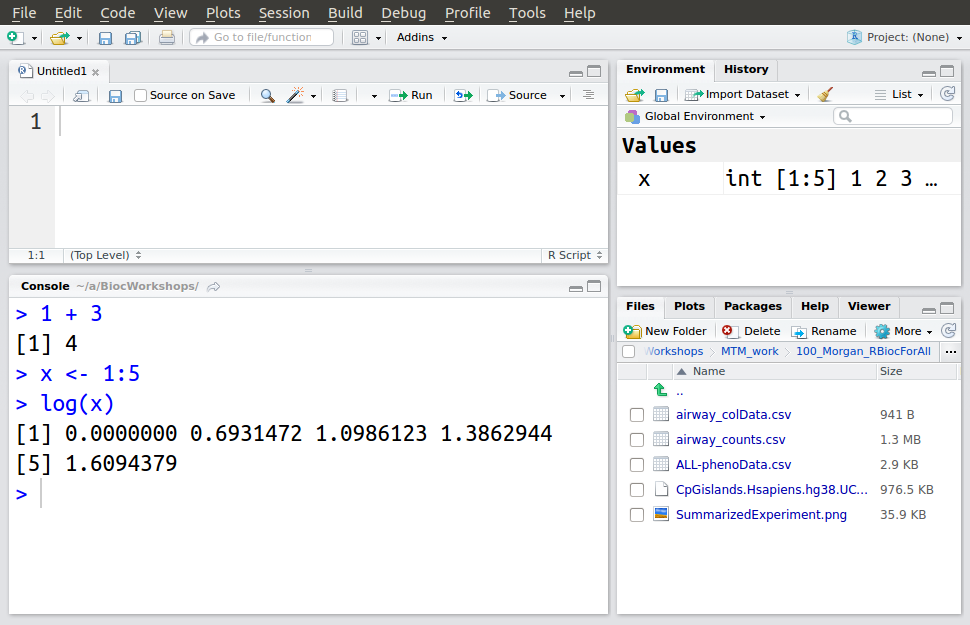 File Edit Code View Plots Session Build Debug Profile Tools Help
Go to file/function Addins Project: (None)
Untitled1
Source on Save Run Source
1
1:1 (Top Level) R Script
Console ~/a/BiocWorkshops/
> 1 + 3
[1] 4
> x <- 1:5
> log(x)
[1] 0.0000000 0.6931472 1.0986123 1.3862944
[5] 1.6094379
>
Environment History
Import Dataset List
Global Environment
Values
x int [1:5] 1 2 3 …
Files Plots Packages Help Viewer
New Folder Delete Rename More
Workshops MTM_work 100_Morgan_RBiocForAll ...
Name Size
..
airway_colData.csv 941 B
airway_counts.csv 1.3 MB
ALL-phenoData.csv 2.9 KB
CpGislands.Hsapiens.hg38.UC... 976.5 KB
SummarizedExperiment.png 35.9 KB